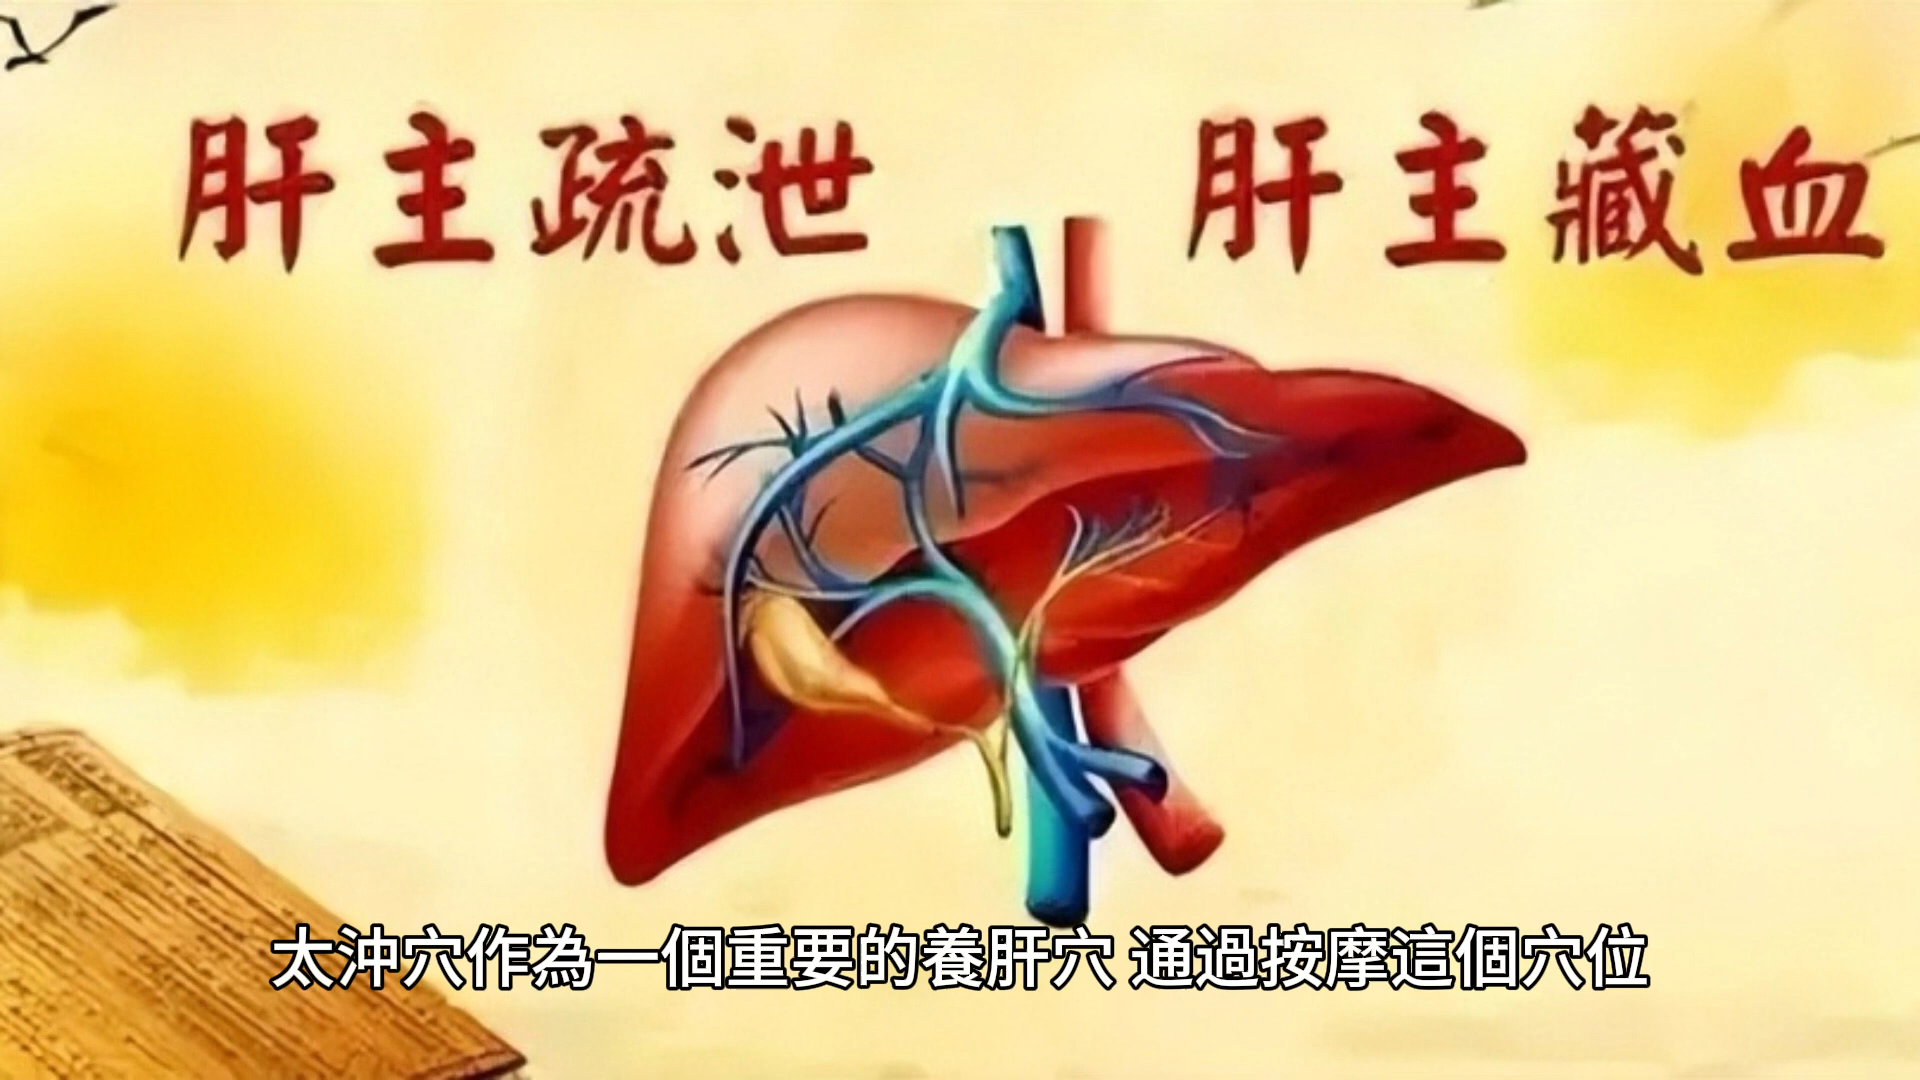 肝主疏泄 肝主藏血
太沖穴作為一個重要的養肝穴 通過按摩這個穴位